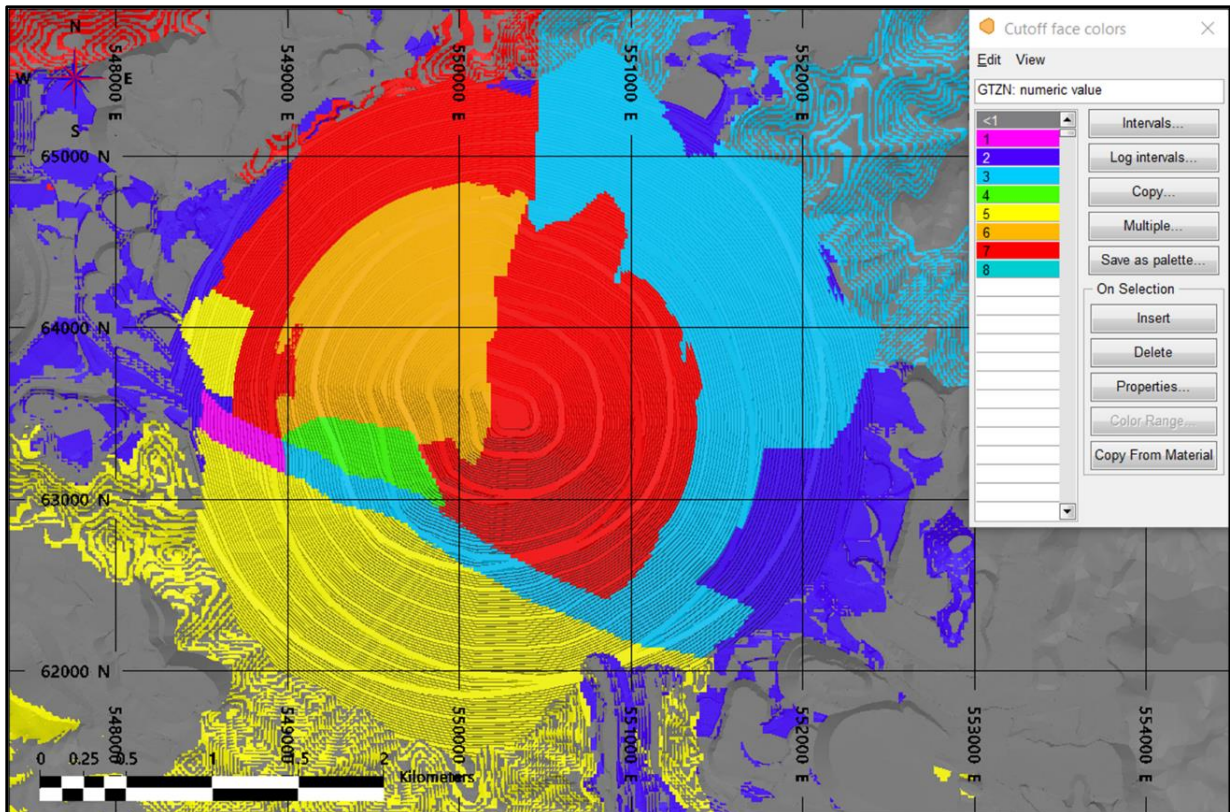 N
W E
S
548000 E
549000 E
550000 E
551000 E
552000 E
65000 N
64000 N
63000 N
62000 N
548000 E
549000 E
550000 E
551000 E
552000 E
553000 E
554000 E
0 0.25 0.5 1 2
Kilometers
Cutoff face colors
Edit View
GTZN: numeric value
<1
1
2
3
4
5
6
7
8
Intervals...
Log intervals...
Copy...
Multiple...
Save as palette...
On Selection
Insert
Delete
Properties...
Color Range...
Copy From Material